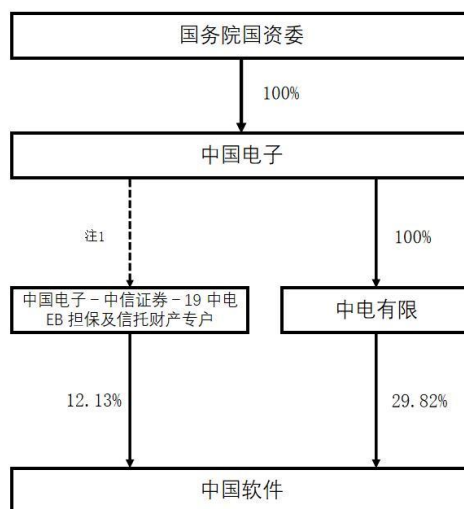 国务院国资委
100%
中国电子
注1
100%
中国电子－中信证券－19 中电
EB 担保及信托财产专户
中电有限
12.13%
29.82%
中国软件